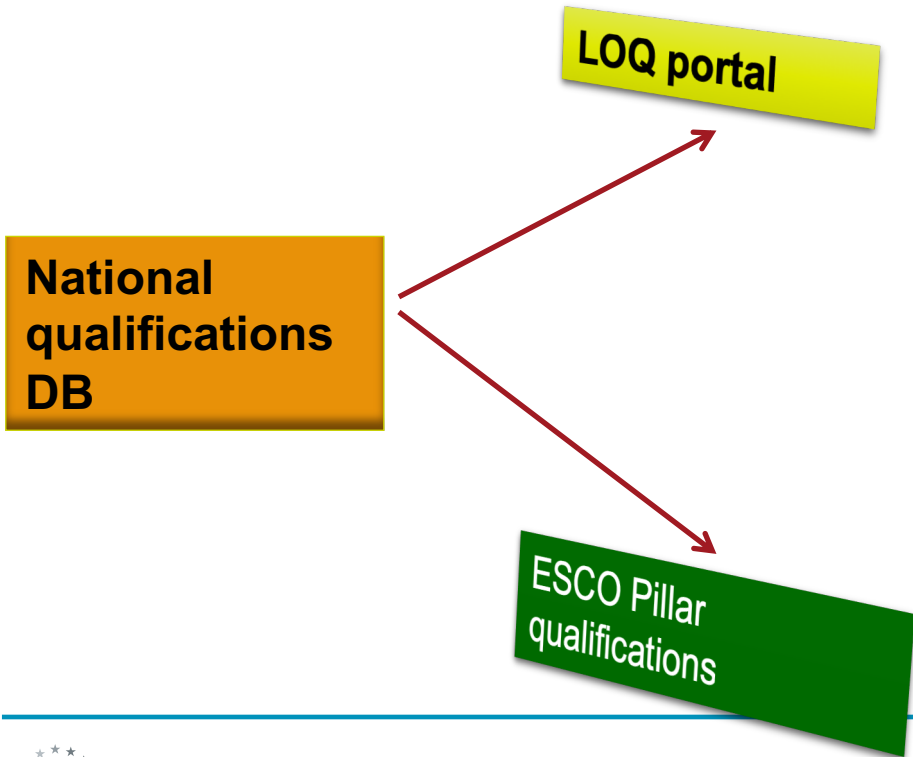 LOQ portal
National
qualifications
DB
ESCO Pillar
qualifications